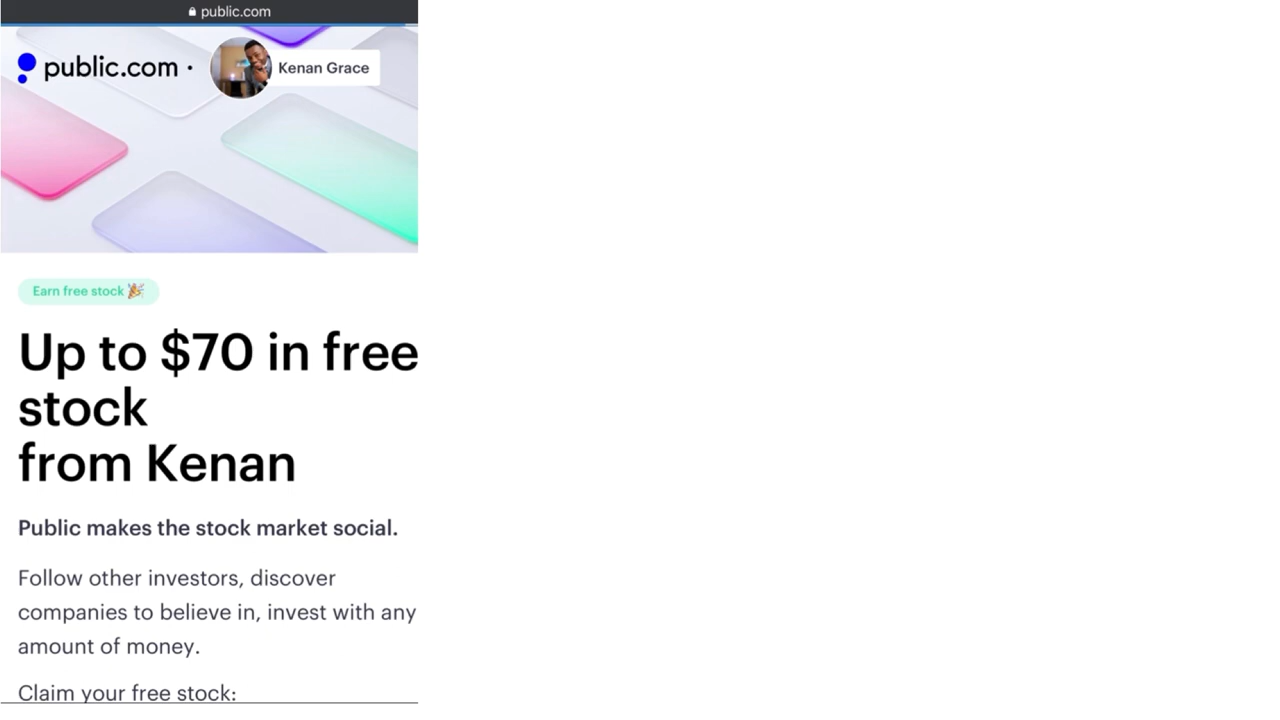 public.com
public.com · Kenan Grace
Earn free stock 🎉
Up to $70 in free
stock
from Kenan
Public makes the stock market social.
Follow other investors, discover
companies to believe in, invest with any
amount of money.
Claim your free stock: